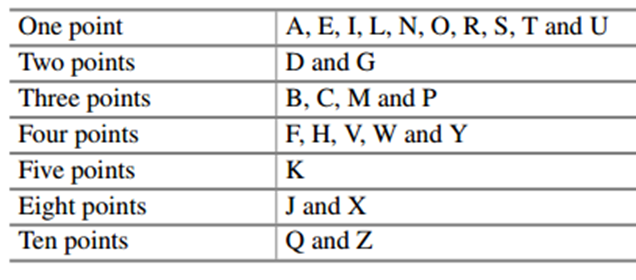 One point A, E, I, L, N, O, R, S, T and U
Two points D and G
Three points B, C, M and P
Four points F, H, V, W and Y
Five points K
Eight points J and X
Ten points Q and Z